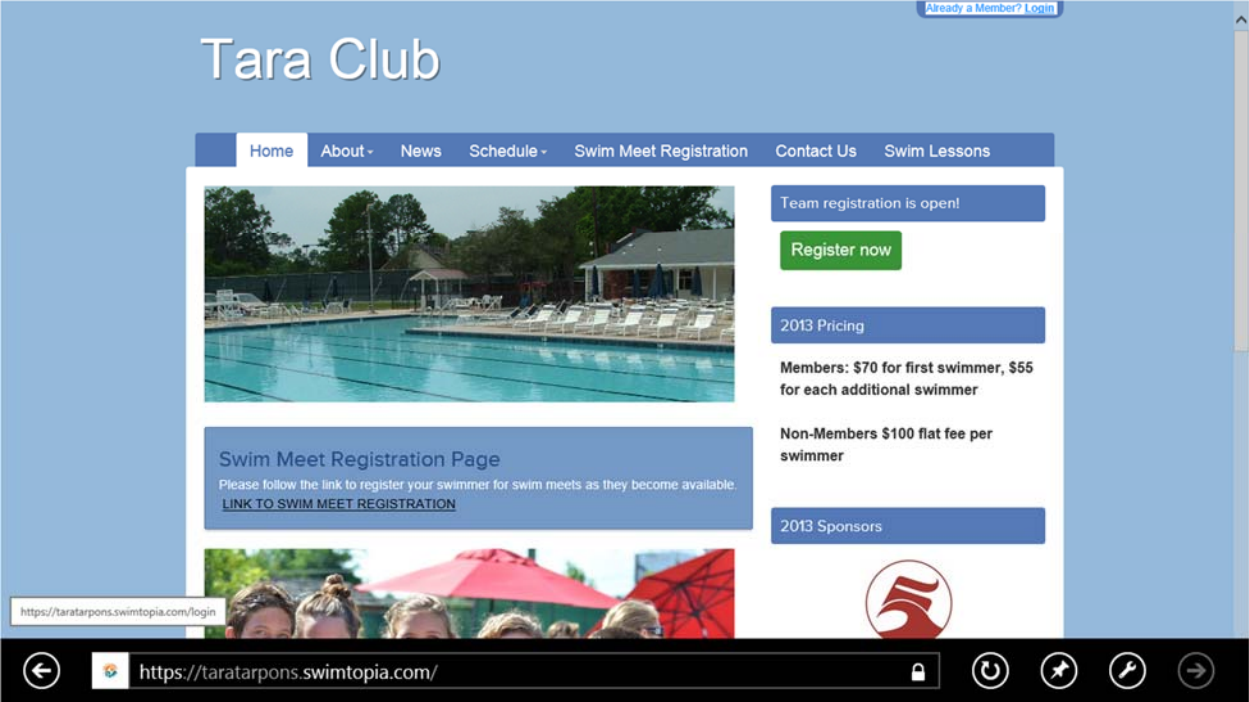 Already a Member? Login
Tara Club
Home About News Schedule Swim Meet Registration Contact Us Swim Lessons
Team registration is open!
Register now
2013 Pricing
Members: $70 for first swimmer, $55
for each additional swimmer
Non-Members $100 flat fee per
swimmer
Swim Meet Registration Page
Please follow the link to register your swimmer for swim meets as they become available.
LINK TO SWIM MEET REGISTRATION
2013 Sponsors
5
https://taratarpons.swimtopia.com/login
https://taratarpons.swimtopia.com/